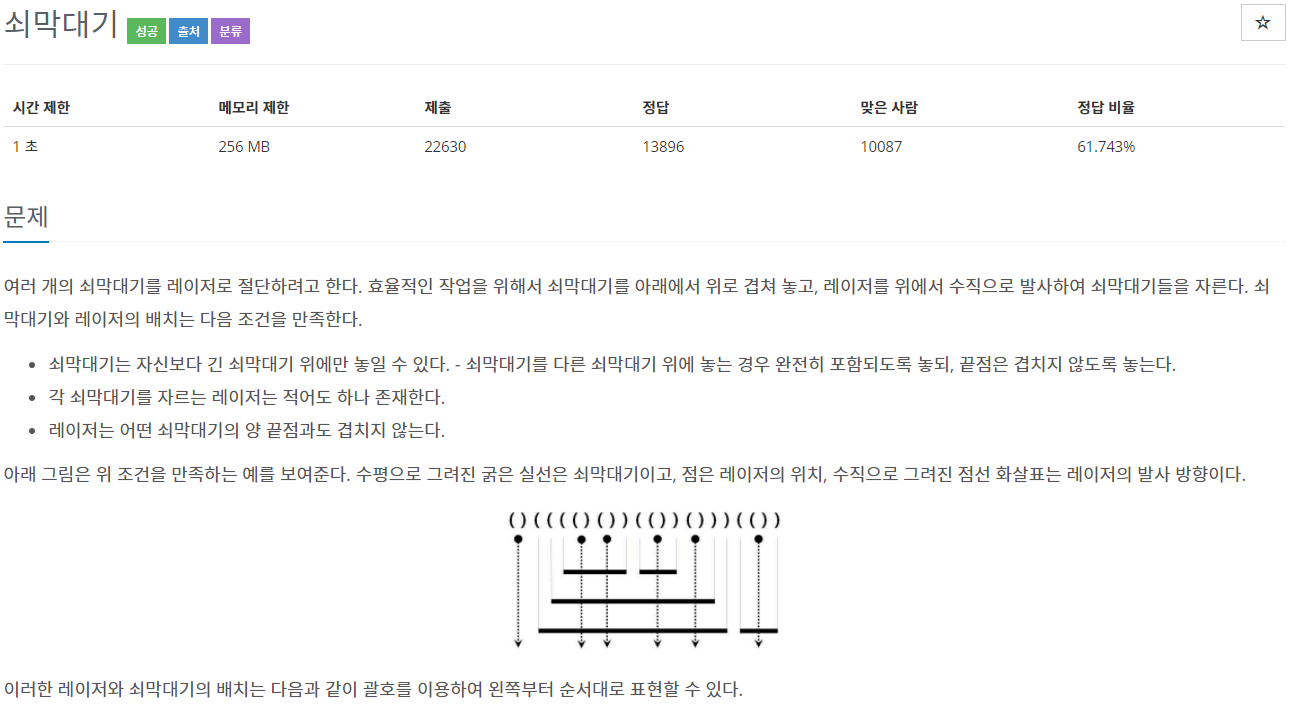 쇠막대기 성공 출처 분류
☆
시간 제한 메모리 제한 제출 정답 맞은 사람 정답 비율
1 초 256 MB 22630 13896 10087 61.743%
문제
여러 개의 쇠막대기를 레이저로 절단하려고 한다. 효율적인 작업을 위해서 쇠막대기를 아래에서 위로 겹쳐 놓고, 레이저를 위에서 수직으로 발사하여 쇠막대기들을 자른다. 쇠
막대기와 레이저의 배치는 다음 조건을 만족한다.
• 쇠막대기는 자신보다 긴 쇠막대기 위에만 놓일 수 있다. - 쇠막대기를 다른 쇠막대기 위에 놓는 경우 완전히 포함되도록 놓되, 끝점은 겹치지 않도록 놓는다.
• 각 쇠막대기를 자르는 레이저는 적어도 하나 존재한다.
• 레이저는 어떤 쇠막대기의 양 끝점과도 겹치지 않는다.
아래 그림은 위 조건을 만족하는 예를 보여준다. 수평으로 그려진 굵은 실선은 쇠막대기이고, 점은 레이저의 위치, 수직으로 그려진 점선 화살표는 레이저의 발사 방향이다.
()(((()())(())()))(())
이러한 레이저와 쇠막대기의 배치는 다음과 같이 괄호를 이용하여 왼쪽부터 순서대로 표현할 수 있다.